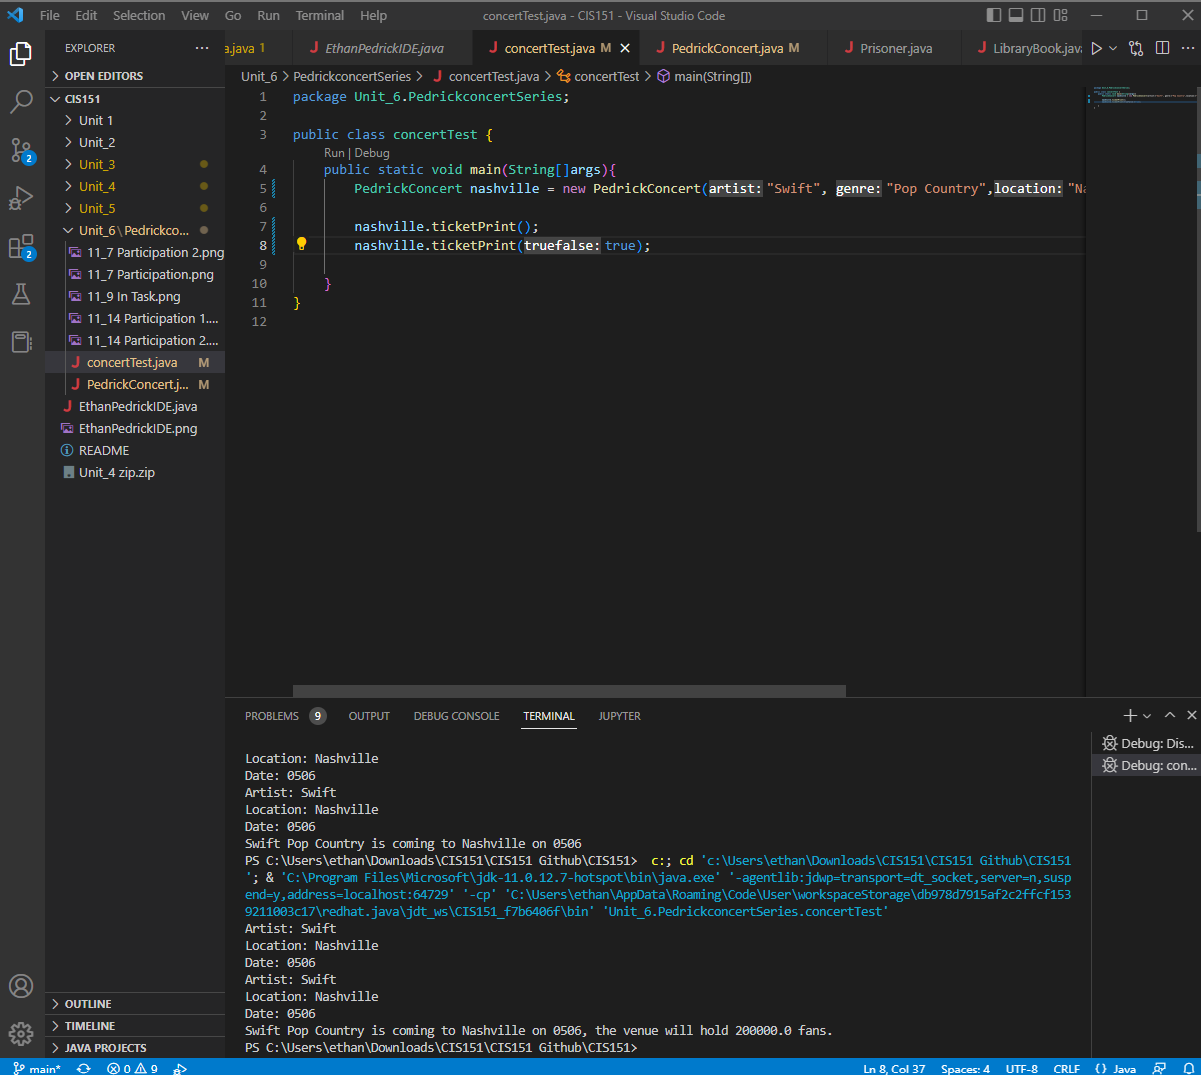 File Edit Selection View Go Run Terminal Help concertTest.java - CIS151 - Visual Studio Code
EXPLORER
a.java 1 EthanPedrickIDE.java concertTest.java M PedrickConcert.java M Prisoner.java LibraryBook.java
Unit_6 > PedrickconcertSeries > concertTest.java > concertTest > main(String[])
OPEN EDITORS
CIS151
Unit 1
Unit_2
Unit_3
Unit_4
Unit_5
Unit_6\Pedrickco...
11_7 Participation 2.png
11_7 Participation.png
11_9 In Task.png
11_14 Participation 1....
11_14 Participation 2....
concertTest.java M
PedrickConcert.j... M
EthanPedrickIDE.java
EthanPedrickIDE.png
README
Unit_4 zip.zip
OUTLINE
TIMELINE
JAVA PROJECTS
2
2
1 package Unit_6.PedrickconcertSeries;
2
3 public class concertTest {
Run | Debug
4 public static void main(String[]args){
5 PedrickConcert nashville = new PedrickConcert(artist: "Swift", genre: "Pop Country",location: "Na
6
7 nashville.ticketPrint();
8 nashville.ticketPrint(truefalse: true);
9
10 }
11 }
12
PROBLEMS 9 OUTPUT DEBUG CONSOLE TERMINAL JUPYTER
Debug: Dis...
Debug: con...
Location: Nashville
Date: 0506
Artist: Swift
Location: Nashville
Date: 0506
Swift Pop Country is coming to Nashville on 0506
PS C:\Users\ethan\Downloads\CIS151\CIS151 Github\CIS151>  c:; cd 'c:\Users\ethan\Downloads\CIS151\CIS151 Github\CIS151
'; & 'C:\Program Files\Microsoft\jdk-11.0.12.7-hotspot\bin\java.exe' '-agentlib:jdwp=transport=dt_socket,server=n,susp
end=y,address=localhost:64729' '-cp' 'C:\Users\ethan\AppData\Roaming\Code\User\workspaceStorage\db978d7915af2c2ffcf153
9211003c17\redhat.java\jdt_ws\CIS151_f7b6406f\bin' 'Unit_6.PedrickconcertSeries.concertTest'
Artist: Swift
Location: Nashville
Date: 0506
Artist: Swift
Location: Nashville
Date: 0506
Swift Pop Country is coming to Nashville on 0506, the venue will hold 200000.0 fans.
PS C:\Users\ethan\Downloads\CIS151\CIS151 Github\CIS151>
main* 0 9 Ln 8, Col 37 Spaces: 4 UTF-8 CRLF {} Java